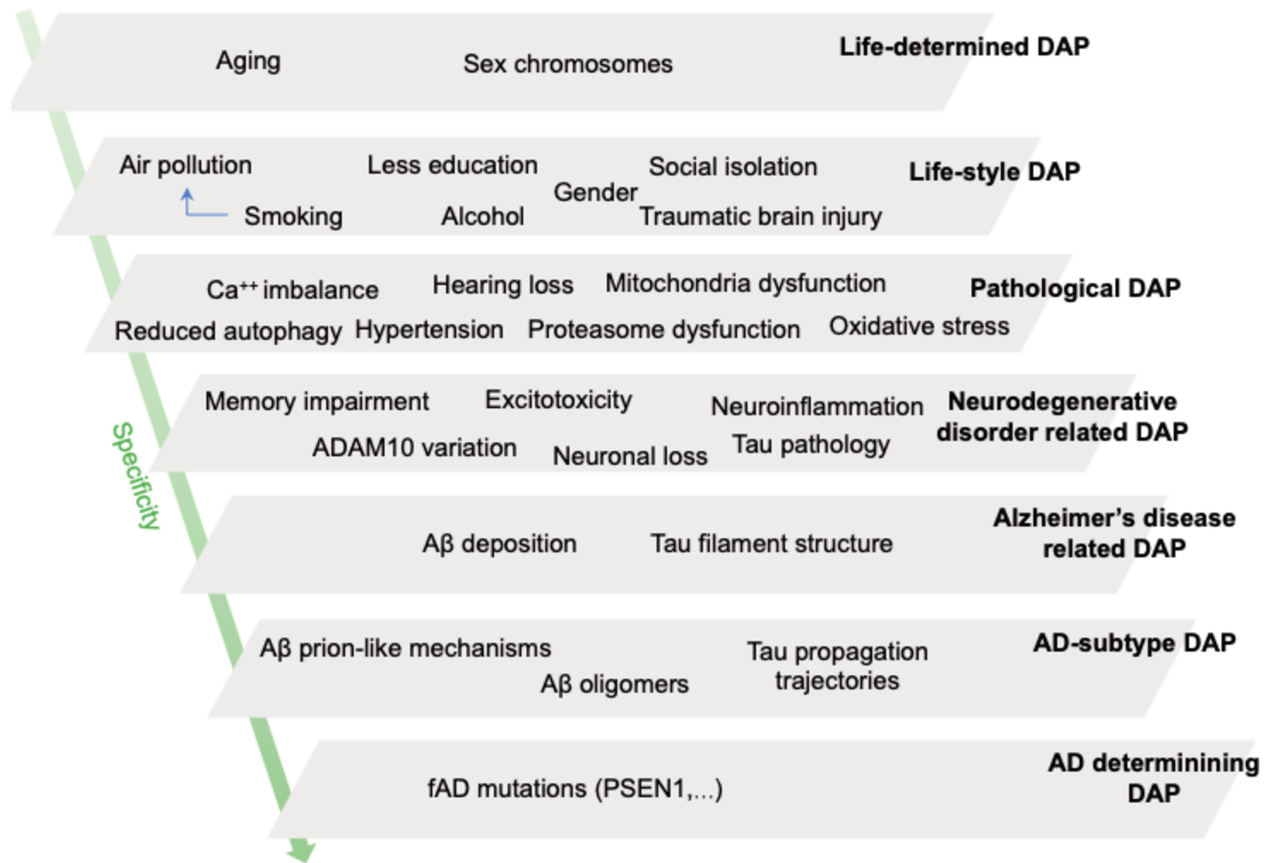 Aging
Sex chromosomes
Life-determined DAP
Air pollution
Less education
Social isolation
Life-style DAP
Gender
Smoking
Alcohol
Traumatic brain injury
Ca⁺⁺ imbalance
Hearing loss
Mitochondria dysfunction
Pathological DAP
Reduced autophagy
Hypertension
Proteasome dysfunction
Oxidative stress
Memory impairment
Excitotoxicity
Neuroinflammation
Neurodegenerative
disorder related DAP
ADAM10 variation
Neuronal loss
Tau pathology
Specificity
Aβ deposition
Tau filament structure
Alzheimer’s disease
related DAP
Aβ prion-like mechanisms
Aβ oligomers
Tau propagation
trajectories
AD-subtype DAP
fAD mutations (PSEN1,...)
AD determinining
DAP